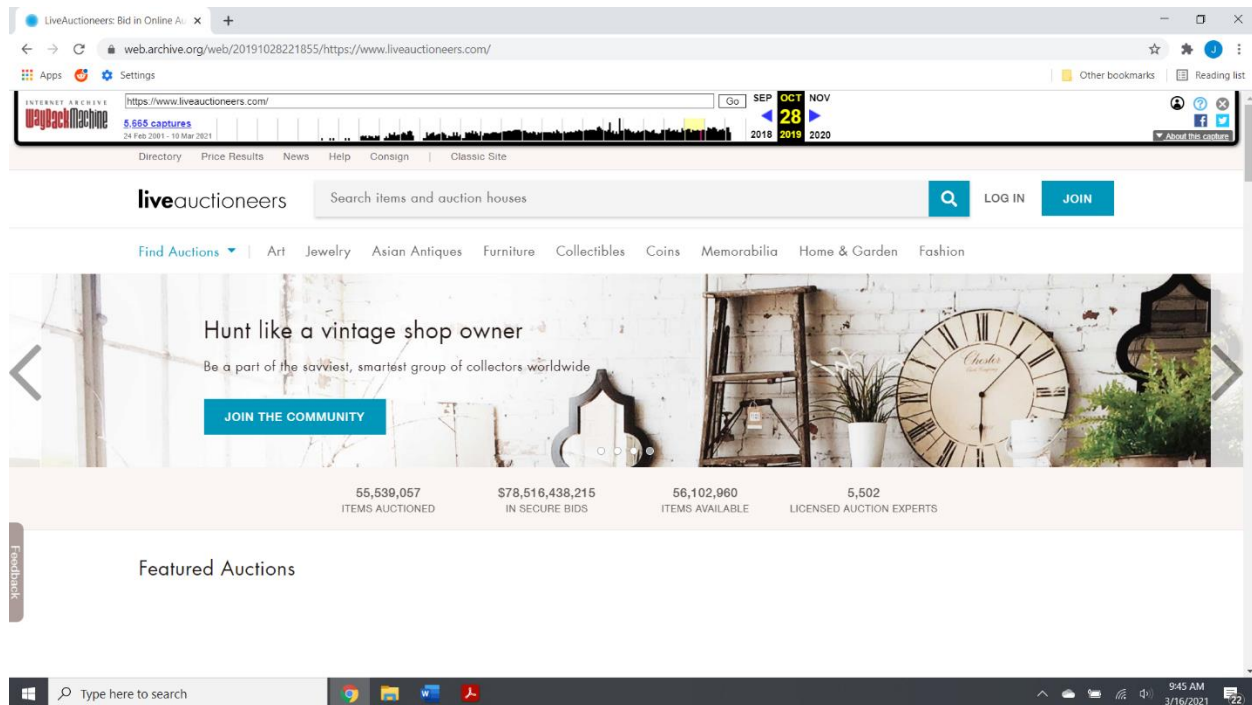 LiveAuctioneers: Bid in Online Au
web.archive.org/web/20191028221855/https://www.liveauctioneers.com/
Apps Settings Other bookmarks Reading list
INTERNET ARCHIVE
WayBackMachine
https://www.liveauctioneers.com/ Go SEP OCT NOV
5,665 captures 28
24 Feb 2001 - 10 Mar 2021 2018 2019 2020 About this capture
Directory Price Results News Help Consign | Classic Site
liveauctioneers Search items and auction houses LOG IN JOIN
Find Auctions | Art Jewelry Asian Antiques Furniture Collectibles Coins Memorabilia Home & Garden Fashion
Hunt like a vintage shop owner
Be a part of the savviest, smartest group of collectors worldwide
JOIN THE COMMUNITY
Chester
55,539,057 $78,516,438,215 56,102,960 5,502
ITEMS AUCTIONED IN SECURE BIDS ITEMS AVAILABLE LICENSED AUCTION EXPERTS
Feedback
Featured Auctions
Type here to search
9:45 AM
3/16/2021
22